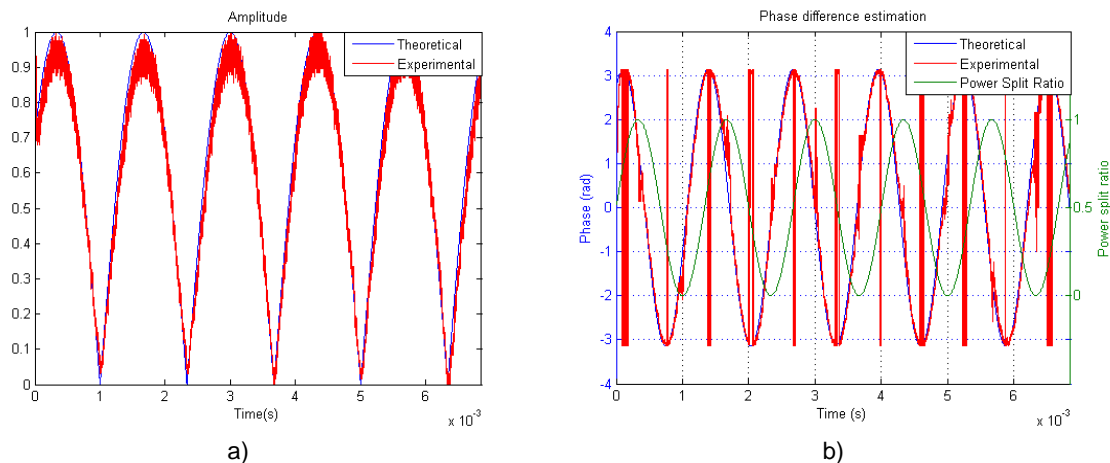 Amplitude
1
0.9
0.8
0.7
0.6
0.5
0.4
0.3
0.2
0.1
0
0 1 2 3 4 5 6
Time(s)
x 10⁻³
Theoretical
Experimental
a)
Phase difference estimation
4
3
2
1
0
-1
-2
-3
-4
Phase (rad)
0 1 2 3 4 5 6
Time (s)
x 10⁻³
Theoretical
Experimental
Power Split Ratio
1
0.5
0
Power split ratio
b)